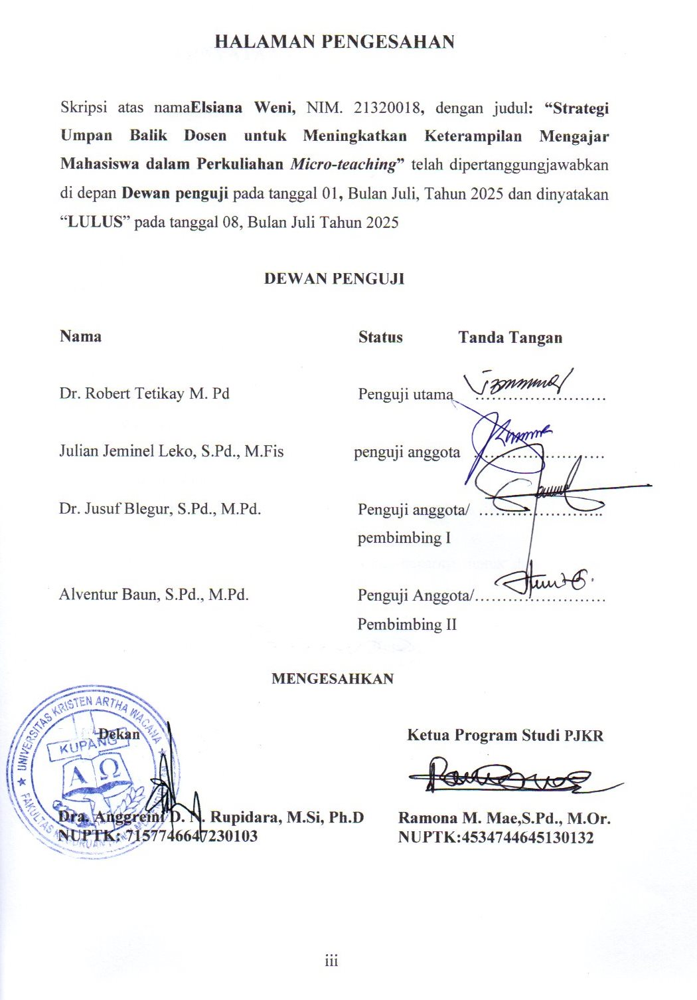 HALAMAN PENGESAHAN
Skripsi atas namaElsiana Weni, NIM. 21320018, dengan judul: “Strategi
Umpan Balik Dosen untuk Meningkatkan Keterampilan Mengajar
Mahasiswa dalam Perkuliahan Micro-teaching” telah dipertanggungjawabkan
di depan Dewan penguji pada tanggal 01, Bulan Juli, Tahun 2025 dan dinyatakan
“LULUS” pada tanggal 08, Bulan Juli Tahun 2025
DEWAN PENGUJI
Nama Status Tanda Tangan
Dr. Robert Tetikay M. Pd Penguji utama ........................
Julian Jeminel Leko, S.Pd., M.Fis penguji anggota ........................
Dr. Jusuf Blegur, S.Pd., M.Pd. Penguji anggota/ ........................
pembimbing I
Alventur Baun, S.Pd., M.Pd. Penguji Anggota/........................
Pembimbing II
MENGESAHKAN
UNIVERSITAS KRISTEN ARTHA WACANA
KUPANG
Α Ω
FAKULTAS KEGURUAN
Dekan Ketua Program Studi PJKR
Dra. Anggreini D. N. Rupidara, M.Si, Ph.D Ramona M. Mae,S.Pd., M.Or.
NUPTK: 7157746647230103 NUPTK:4534744645130132
iii